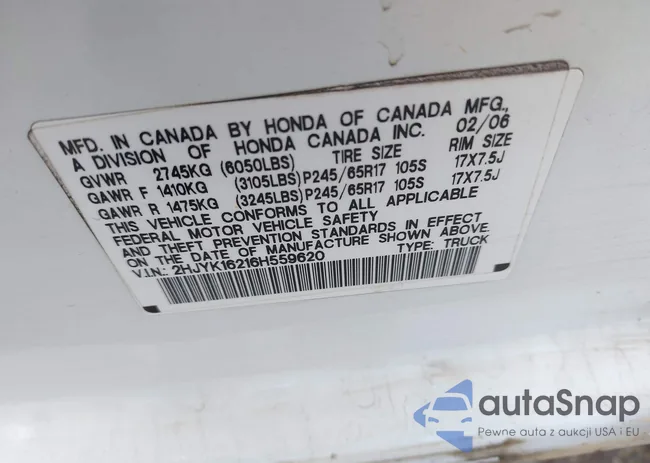 MFD. IN CANADA BY HONDA OF CANADA MFG.,
A DIVISION OF HONDA CANADA INC. 02/06
GVWR 2745KG (6050LBS) TIRE SIZE RIM SIZE
GAWR F 1410KG (3105LBS) P245/65R17 105S 17X7.5J
GAWR R 1475KG (3245LBS) P245/65R17 105S 17X7.5J
THIS VEHICLE CONFORMS TO ALL APPLICABLE
FEDERAL MOTOR VEHICLE SAFETY
AND THEFT PREVENTION STANDARDS IN EFFECT
ON THE DATE OF MANUFACTURE SHOWN ABOVE.
V.I.N.: 2HJYK16216H559620 TYPE: TRUCK
autaSnap
Pewne auta z aukcji USA i EU